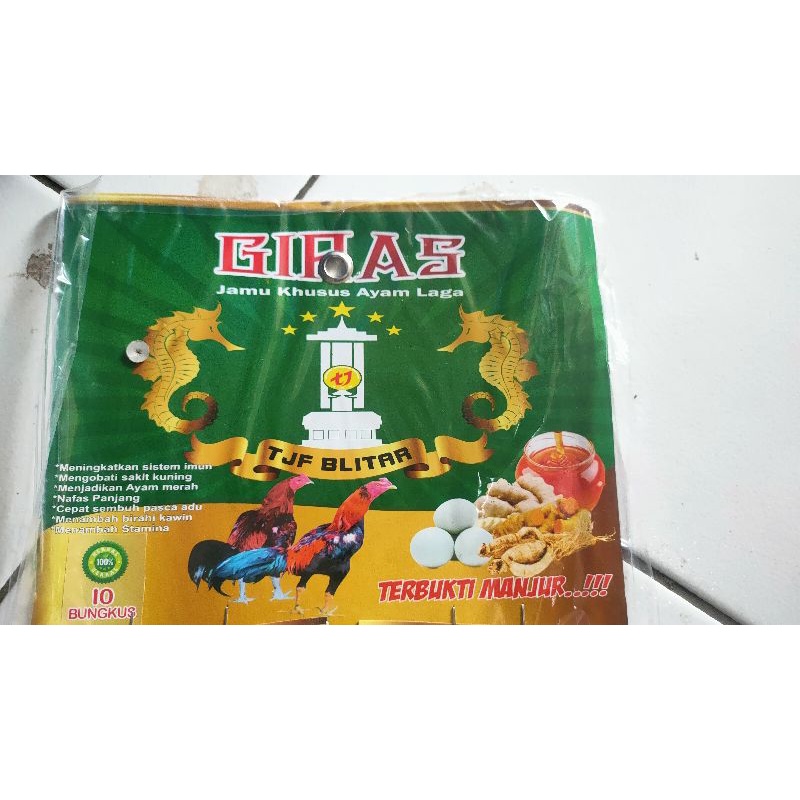 GIRAS
Jamu Khusus Ayam Laga
TJ
TJF BLITAR
*Meningkatkan sistem imun
*Mengobati sakit kuning
*Menjadikan Ayam merah
*Nafas Panjang
*Cepat sembuh pasca adu
*Menambah birahi kawin
*Menambah Stamina
100%
10
BUNGKUS
TERBUKTI MANJUR...!!!